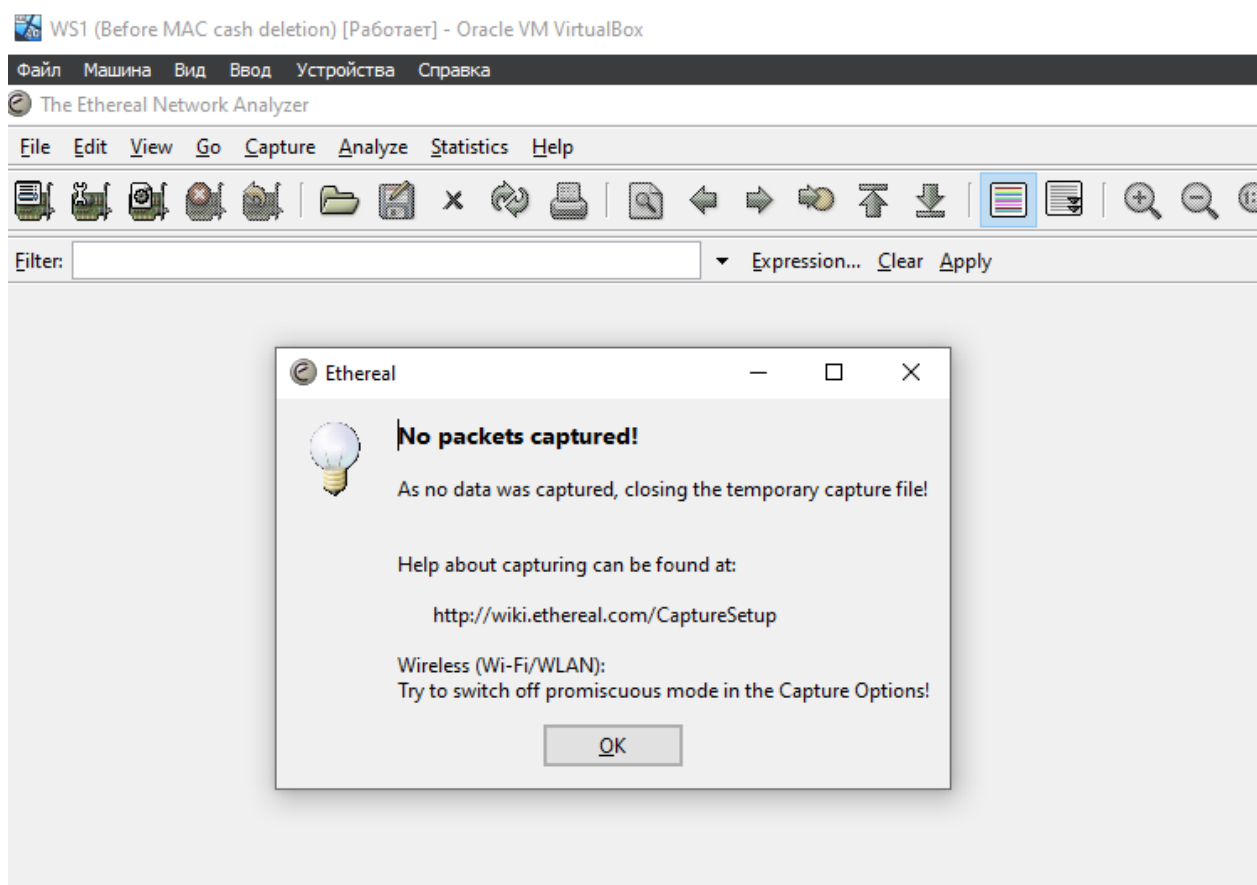 WS1 (Before MAC cash deletion) [Работает] - Oracle VM VirtualBox
Файл Машина Вид Ввод Устройства Справка
The Ethereal Network Analyzer
File Edit View Go Capture Analyze Statistics Help
Filter: Expression... Clear Apply
Ethereal
No packets captured!
As no data was captured, closing the temporary capture file!
Help about capturing can be found at:
http://wiki.ethereal.com/CaptureSetup
Wireless (Wi-Fi/WLAN):
Try to switch off promiscuous mode in the Capture Options!
OK